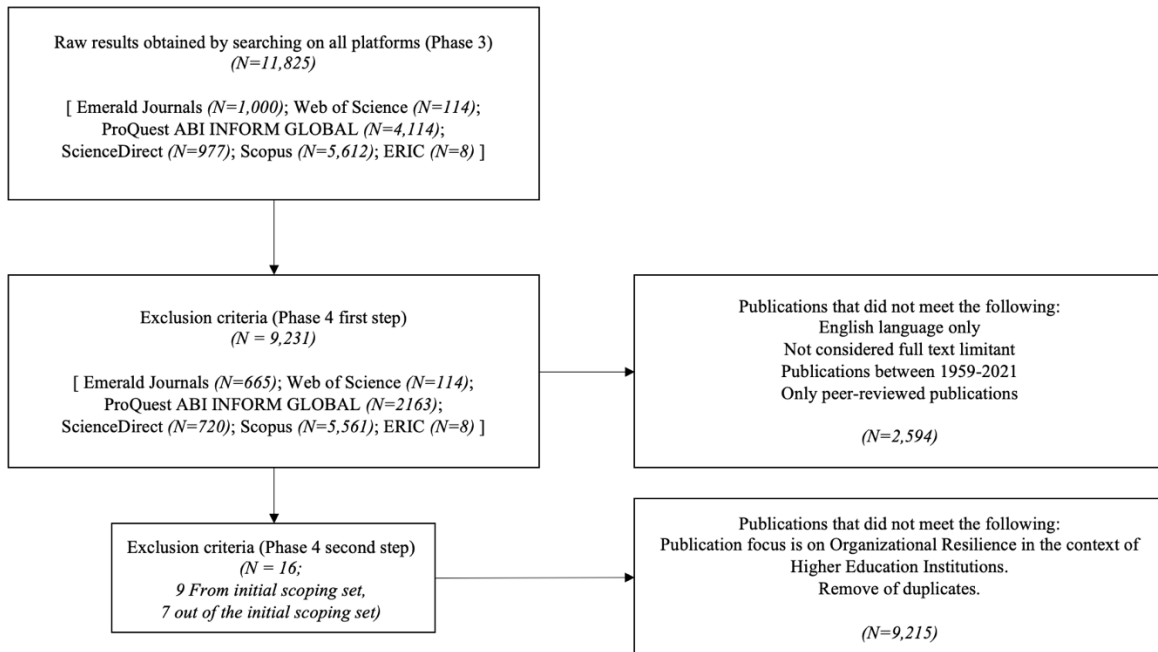 Raw results obtained by searching on all platforms (Phase 3)
(N=11,825)
[ Emerald Journals (N=1,000); Web of Science (N=114);
ProQuest ABI INFORM GLOBAL (N=4,114);
ScienceDirect (N=977); Scopus (N=5,612); ERIC (N=8) ]
Exclusion criteria (Phase 4 first step)
(N = 9,231)
[ Emerald Journals (N=665); Web of Science (N=114);
ProQuest ABI INFORM GLOBAL (N=2163);
ScienceDirect (N=720); Scopus (N=5,561); ERIC (N=8) ]
Publications that did not meet the following:
English language only
Not considered full text limitant
Publications between 1959-2021
Only peer-reviewed publications
(N=2,594)
Exclusion criteria (Phase 4 second step)
(N = 16;
9 From initial scoping set,
7 out of the initial scoping set)
Publications that did not meet the following:
Publication focus is on Organizational Resilience in the context of
Higher Education Institutions.
Remove of duplicates.
(N=9,215)